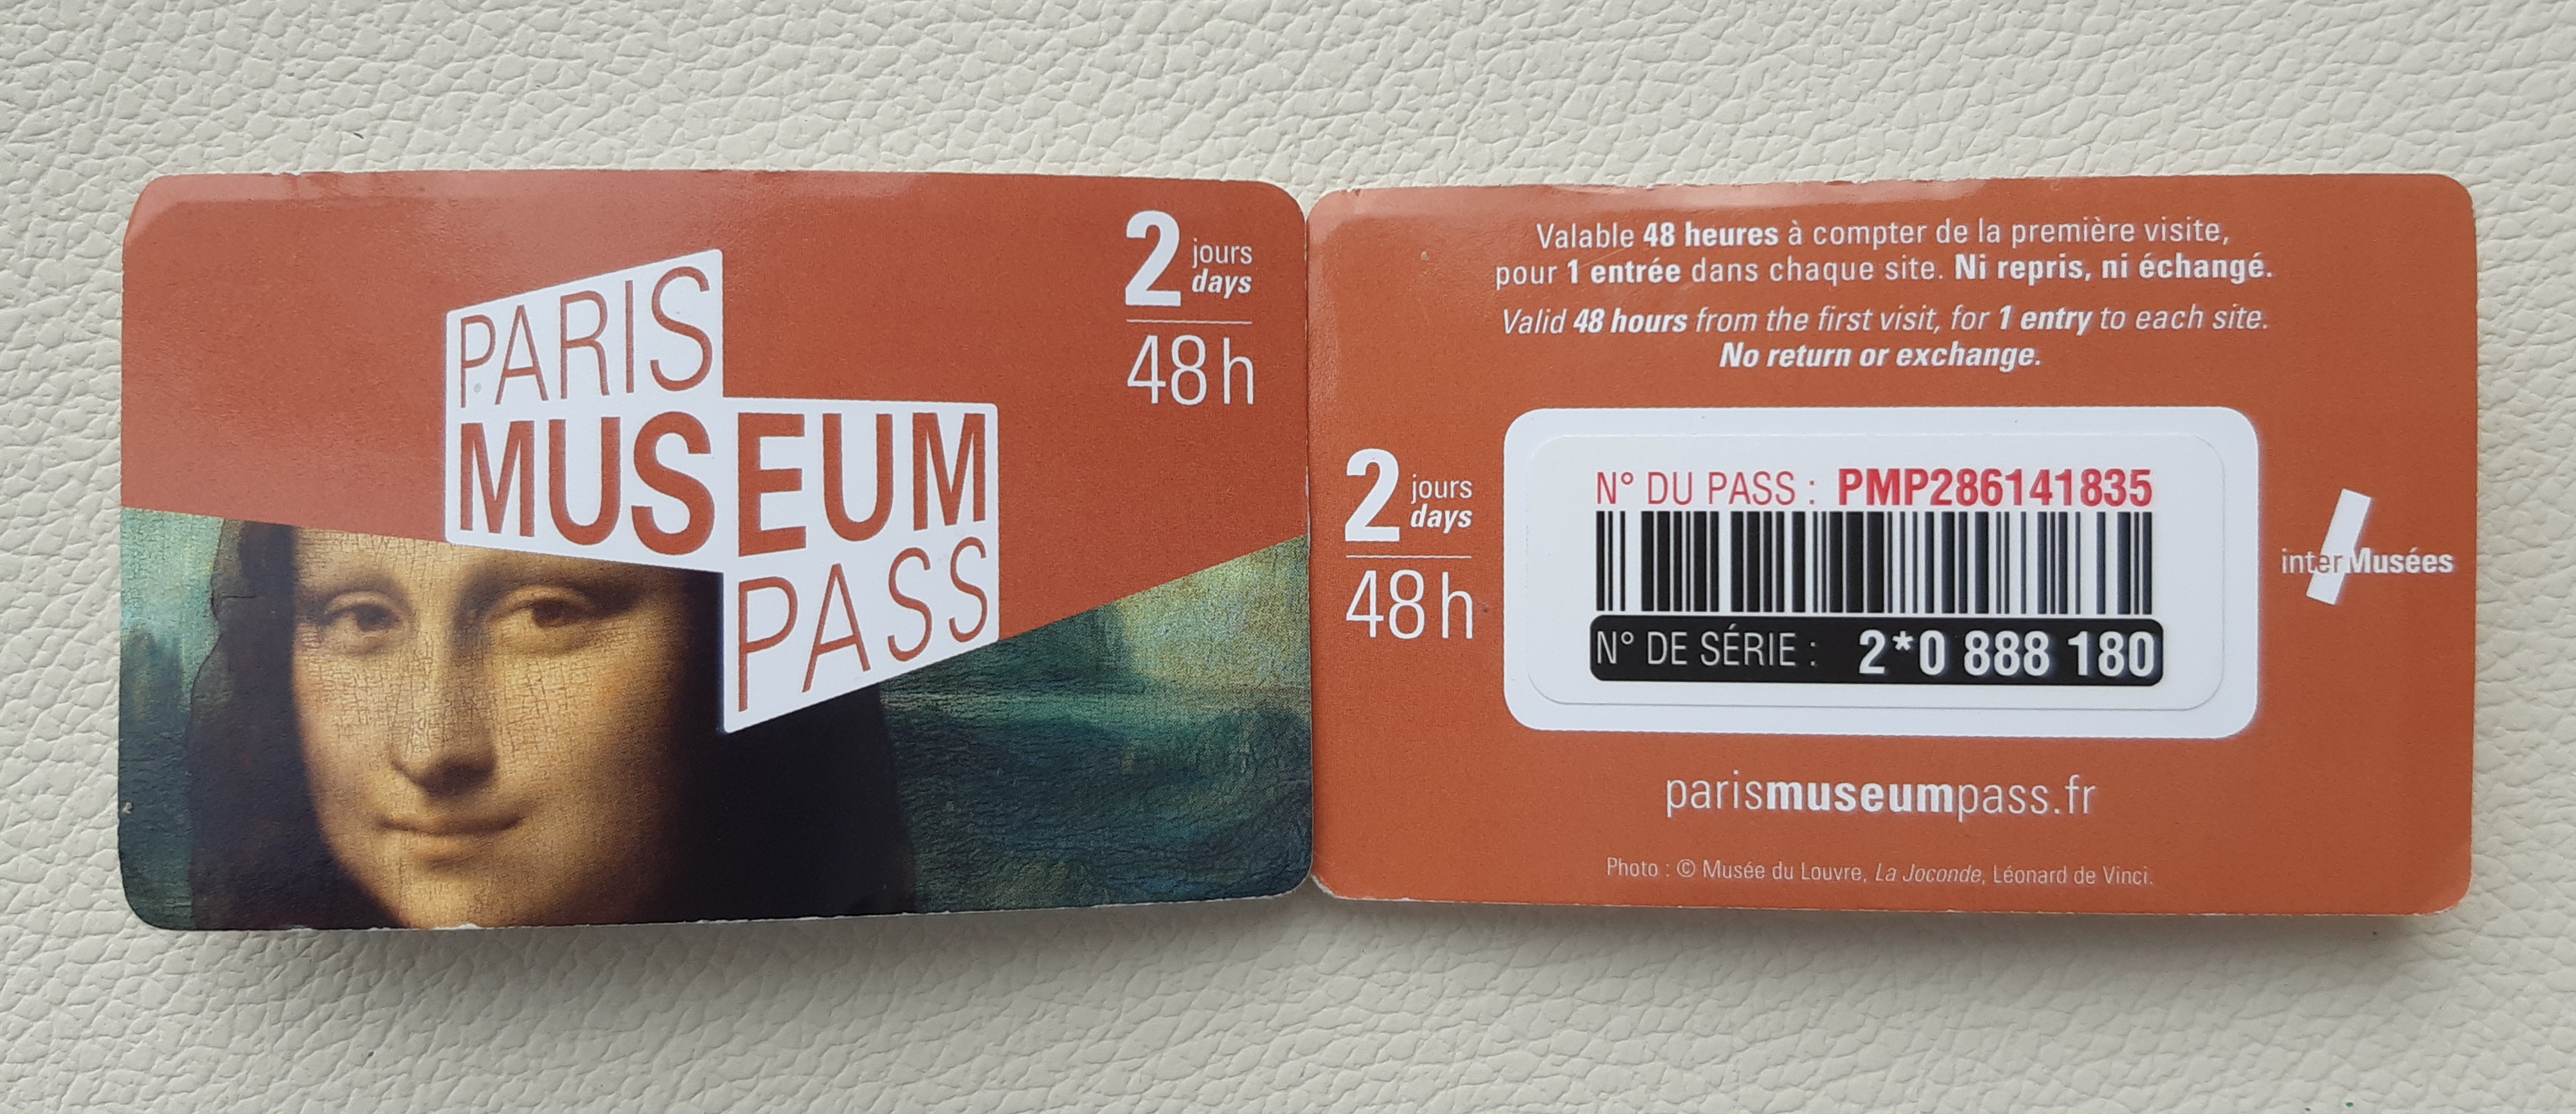 PARIS
MUSEUM
PASS
2 jours
days
48 h
Valable 48 heures à compter de la première visite,
pour 1 entrée dans chaque site. Ni repris, ni échangé.
Valid 48 hours from the first visit, for 1 entry to each site.
No return or exchange.
2 jours
days
48 h
N° DU PASS : PMP286141835
N° DE SÉRIE : 2*0 888 180
interMusées
parismuseumpass.fr
Photo : © Musée du Louvre, La Joconde, Léonard de Vinci.